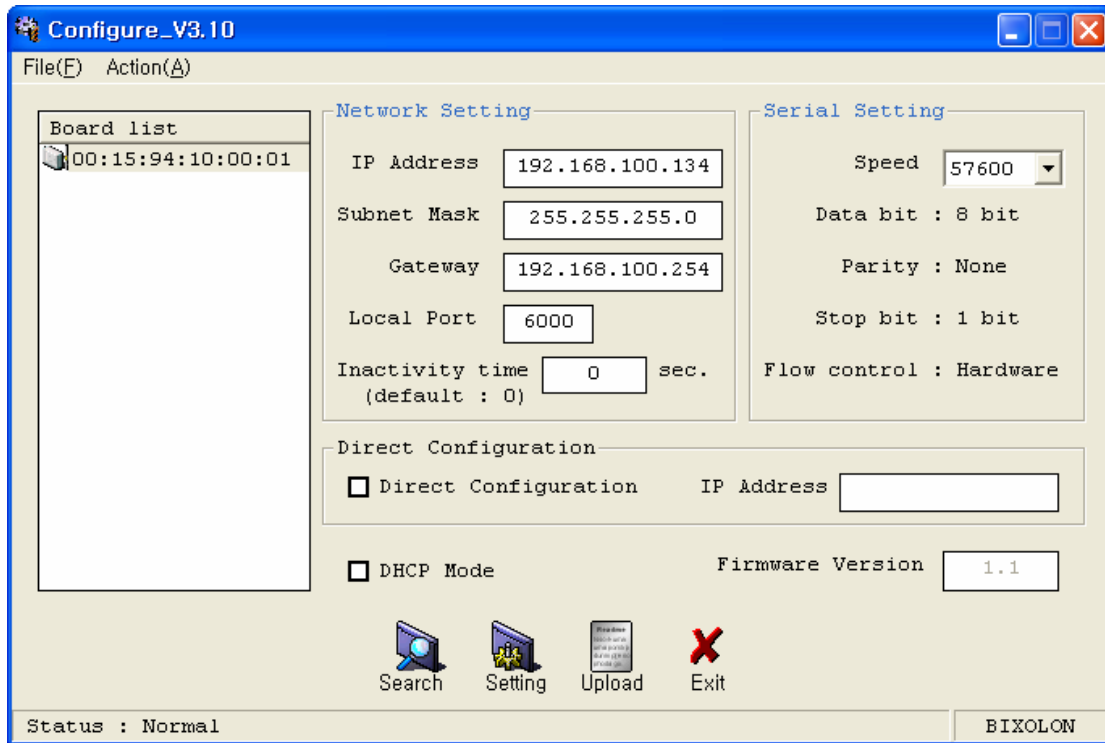 Configure_V3.10
File(F) Action(A)
Board list
00:15:94:10:00:01
Network Setting
IP Address 192.168.100.134
Subnet Mask 255.255.255.0
Gateway 192.168.100.254
Local Port 6000
Inactivity time 0 sec.
(default : 0)
Serial Setting
Speed 57600
Data bit : 8 bit
Parity : None
Stop bit : 1 bit
Flow control : Hardware
Direct Configuration
Direct Configuration IP Address
DHCP Mode Firmware Version 1.1
Readme
Search Setting Upload Exit
Status : Normal BIXOLON